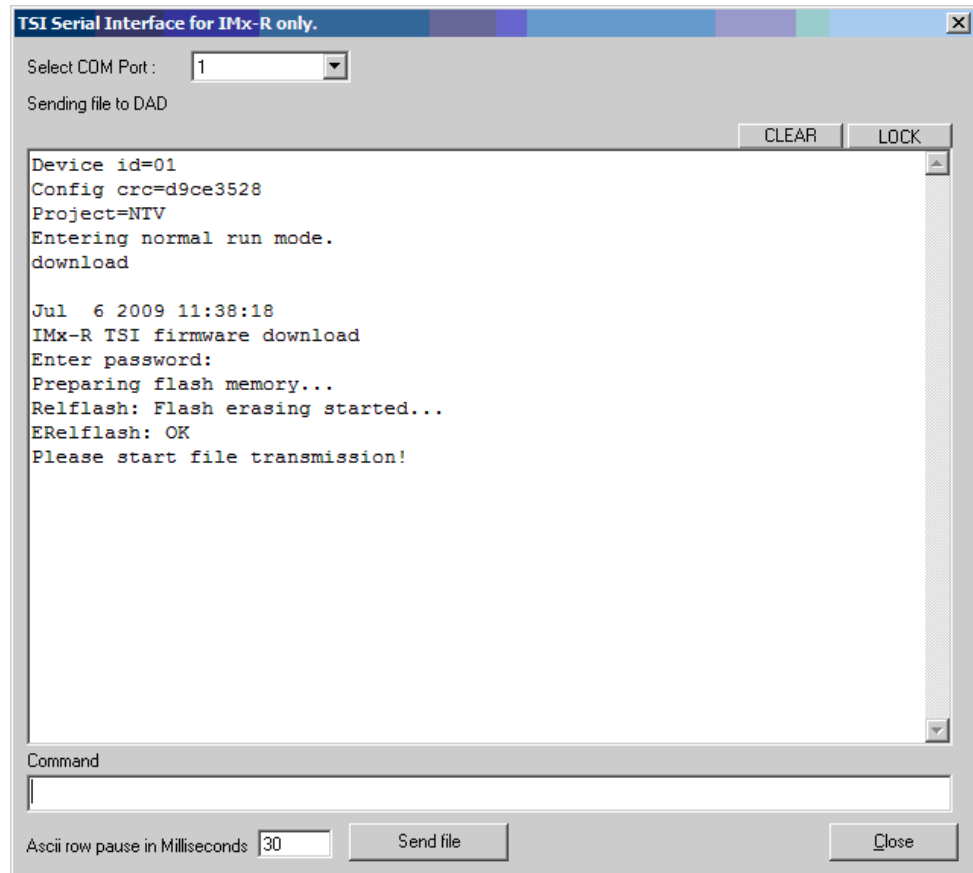 TSI Serial Interface for IMx-R only.
Select COM Port :
1
Sending file to DAD
CLEAR
LOCK
Device id=01
Config crc=d9ce3528
Project=NTV
Entering normal run mode.
download
Jul  6 2009 11:38:18
IMx-R TSI firmware download
Enter password:
Preparing flash memory...
Relflash: Flash erasing started...
ERelflash: OK
Please start file transmission!
Command
Ascii row pause in Milliseconds
30
Send file
Close